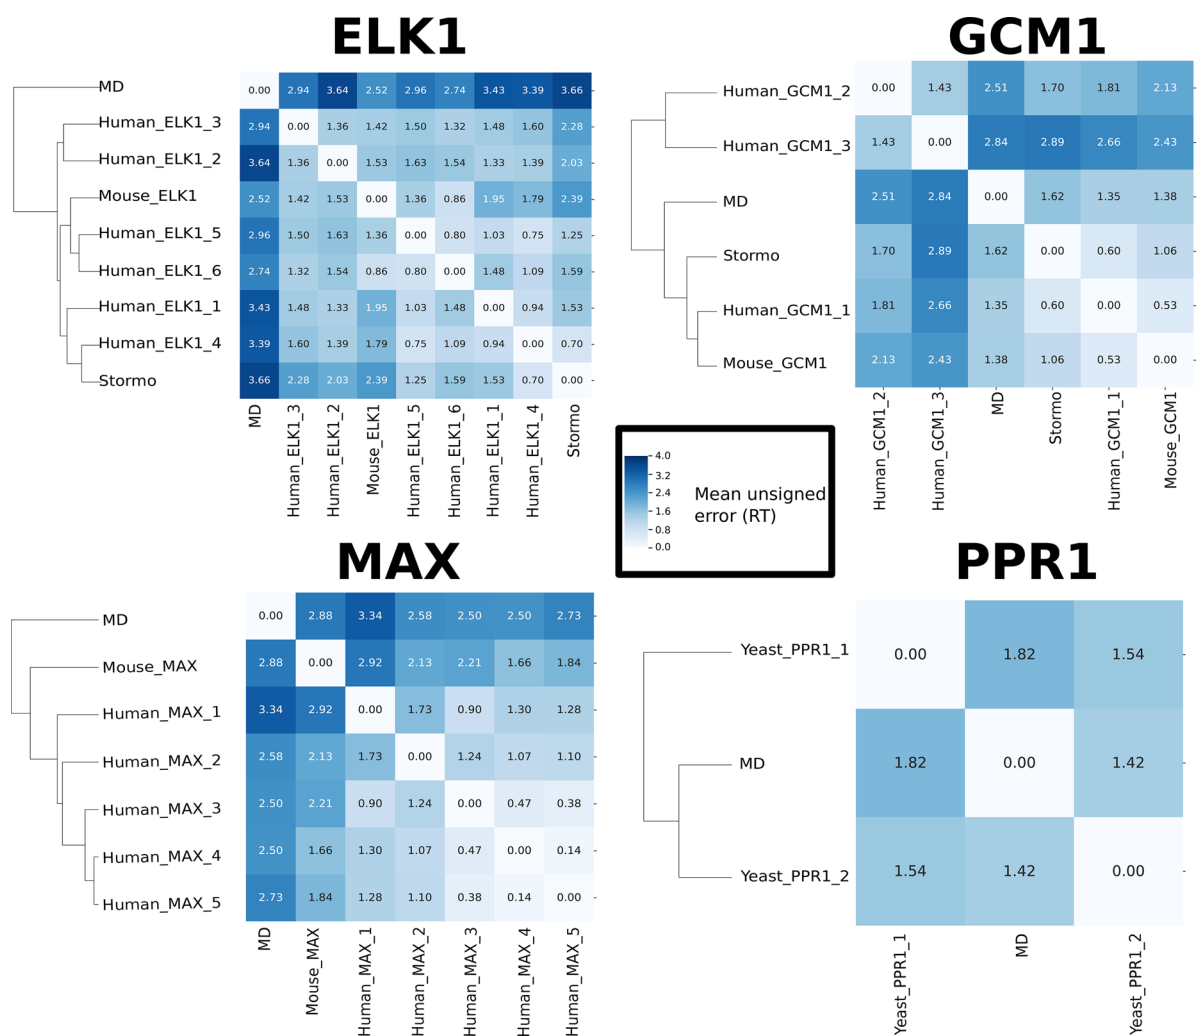 ELK1
MD 0.00 2.94 3.64 2.52 2.96 2.74 3.43 3.39 3.66
Human_ELK1_3 2.94 0.00 1.36 1.42 1.50 1.32 1.48 1.60 2.28
Human_ELK1_2 3.64 1.36 0.00 1.53 1.63 1.54 1.33 1.39 2.03
Mouse_ELK1 2.52 1.42 1.53 0.00 1.36 0.86 1.95 1.79 2.39
Human_ELK1_5 2.96 1.50 1.63 1.36 0.00 0.80 1.03 0.75 1.25
Human_ELK1_6 2.74 1.32 1.54 0.86 0.80 0.00 1.48 1.09 1.59
Human_ELK1_1 3.43 1.48 1.33 1.95 1.03 1.48 0.00 0.94 1.53
Human_ELK1_4 3.39 1.60 1.39 1.79 0.75 1.09 0.94 0.00 0.70
Stormo 3.66 2.28 2.03 2.39 1.25 1.59 1.53 0.70 0.00
MD Human_ELK1_3 Human_ELK1_2 Mouse_ELK1 Human_ELK1_5 Human_ELK1_6 Human_ELK1_1 Human_ELK1_4 Stormo
GCM1
Human_GCM1_2 0.00 1.43 2.51 1.70 1.81 2.13
Human_GCM1_3 1.43 0.00 2.84 2.89 2.66 2.43
MD 2.51 2.84 0.00 1.62 1.35 1.38
Stormo 1.70 2.89 1.62 0.00 0.60 1.06
Human_GCM1_1 1.81 2.66 1.35 0.60 0.00 0.53
Mouse_GCM1 2.13 2.43 1.38 1.06 0.53 0.00
Human_GCM1_2 Human_GCM1_3 MD Stormo Human_GCM1_1 Mouse_GCM1
4.0
3.2
2.4
1.6
0.8
0.0
Mean unsigned
error (RT)
MAX
MD 0.00 2.88 3.34 2.58 2.50 2.50 2.73
Mouse_MAX 2.88 0.00 2.92 2.13 2.21 1.66 1.84
Human_MAX_1 3.34 2.92 0.00 1.73 0.90 1.30 1.28
Human_MAX_2 2.58 2.13 1.73 0.00 1.24 1.07 1.10
Human_MAX_3 2.50 2.21 0.90 1.24 0.00 0.47 0.38
Human_MAX_4 2.50 1.66 1.30 1.07 0.47 0.00 0.14
Human_MAX_5 2.73 1.84 1.28 1.10 0.38 0.14 0.00
MD Mouse_MAX Human_MAX_1 Human_MAX_2 Human_MAX_3 Human_MAX_4 Human_MAX_5
PPR1
Yeast_PPR1_1 0.00 1.82 1.54
MD 1.82 0.00 1.42
Yeast_PPR1_2 1.54 1.42 0.00
Yeast_PPR1_1 MD Yeast_PPR1_2